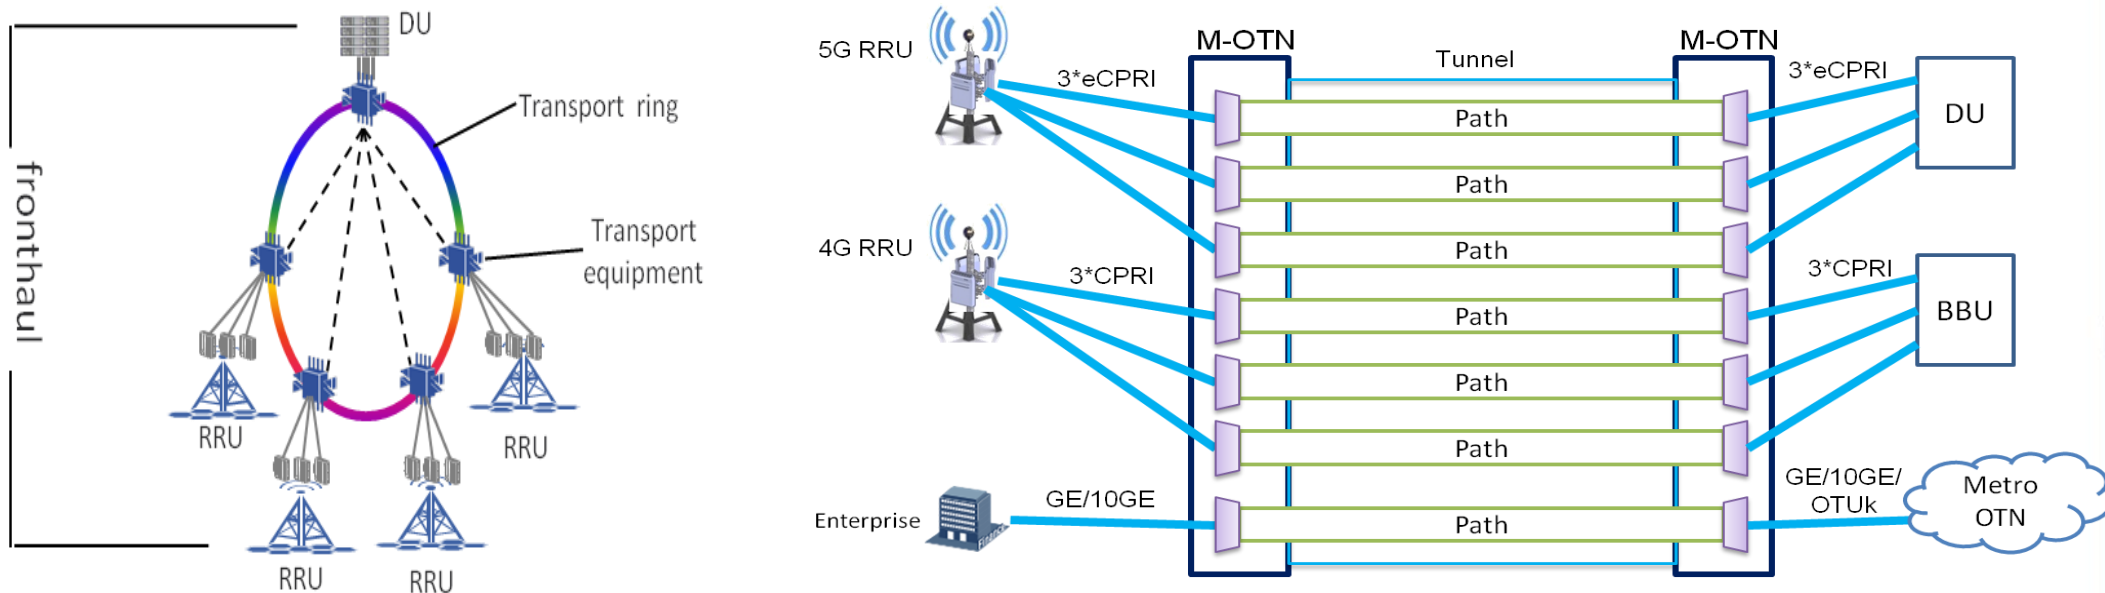 DU
Transport ring
fronthaul
Transport
equipment
RRU
RRU
RRU
RRU
M-OTN
M-OTN
5G RRU
3*eCPRI
Tunnel
3*eCPRI
Path
DU
Path
4G RRU
Path
3*CPRI
3*CPRI
Path
BBU
Path
Path
Enterprise
GE/10GE
Path
GE/10GE/
OTUk
Metro
OTN